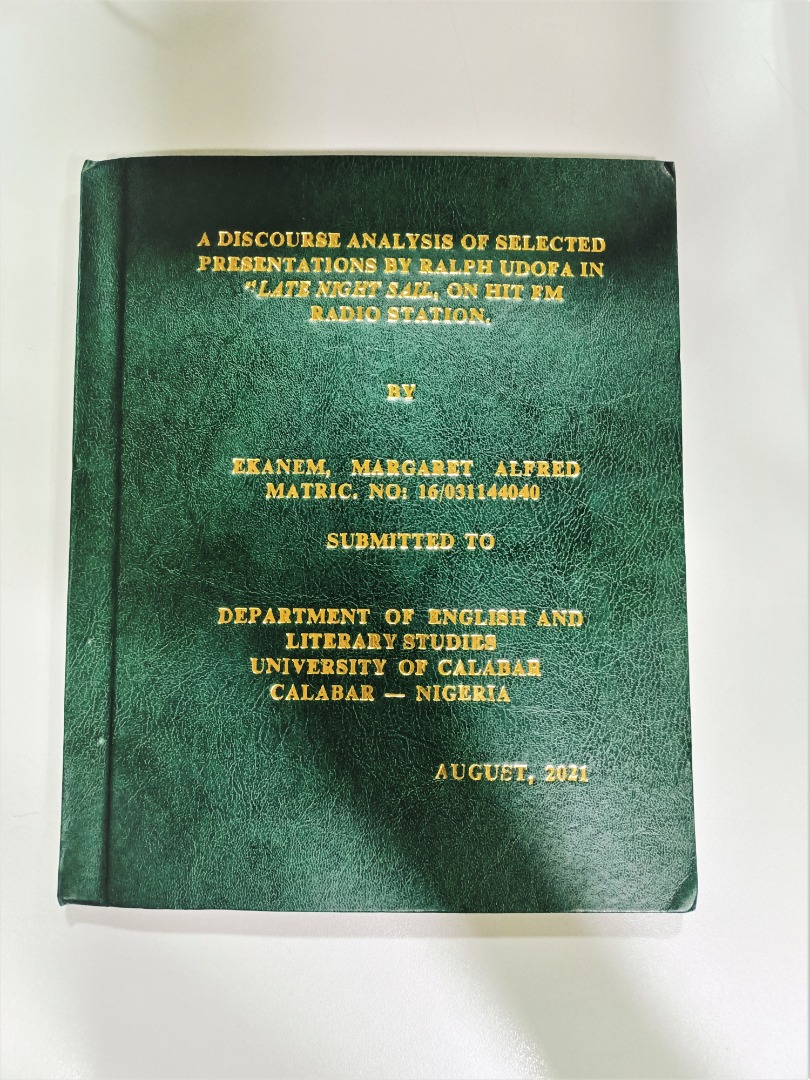 A DISCOURSE ANALYSIS OF SELECTED
PRESENTATIONS BY RALPH UDOFA IN
"LATE NIGHT SAIL, ON HIT FM
RADIO STATION.
BY
EKANEM, MARGARET ALFRED
MATRIC. NO: 16/031144040
SUBMITTED TO
DEPARTMENT OF ENGLISH AND
LITERARY STUDIES
UNIVERSITY OF CALABAR
CALABAR — NIGERIA
AUGUST, 2021